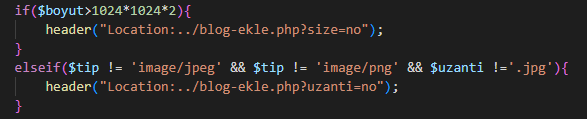 if($boyut>1024*1024*2){
    header("Location:../blog-ekle.php?size=no");
}
elseif($tip != 'image/jpeg' && $tip != 'image/png' && $uzanti !='.jpg'){
    header("Location:../blog-ekle.php?uzanti=no");
}